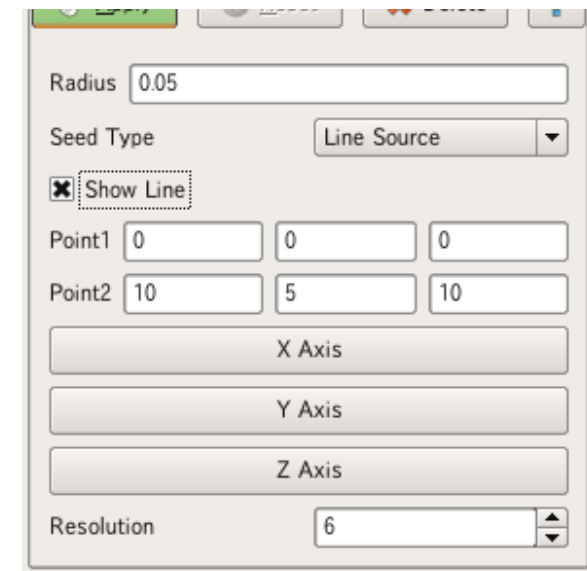 Radius 0.05
Seed Type Line Source
Show Line
Point1 0 0 0
Point2 10 5 10
X Axis
Y Axis
Z Axis
Resolution 6